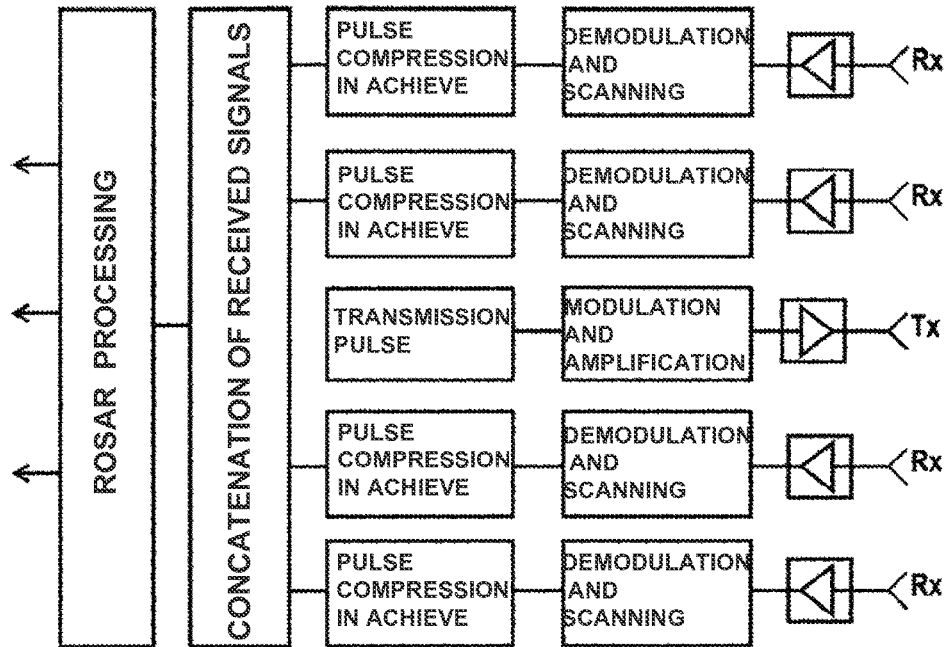 ROSAR PROCESSING
CONCATENATION OF RECEIVED SIGNALS
PULSE
COMPRESSION
IN ACHIEVE
DEMODULATION
AND
SCANNING
Rx
PULSE
COMPRESSION
IN ACHIEVE
DEMODULATION
AND
SCANNING
Rx
TRANSMISSION
PULSE
MODULATION
AND
AMPLIFICATION
Tx
PULSE
COMPRESSION
IN ACHIEVE
DEMODULATION
AND
SCANNING
Rx
PULSE
COMPRESSION
IN ACHIEVE
DEMODULATION
AND
SCANNING
Rx